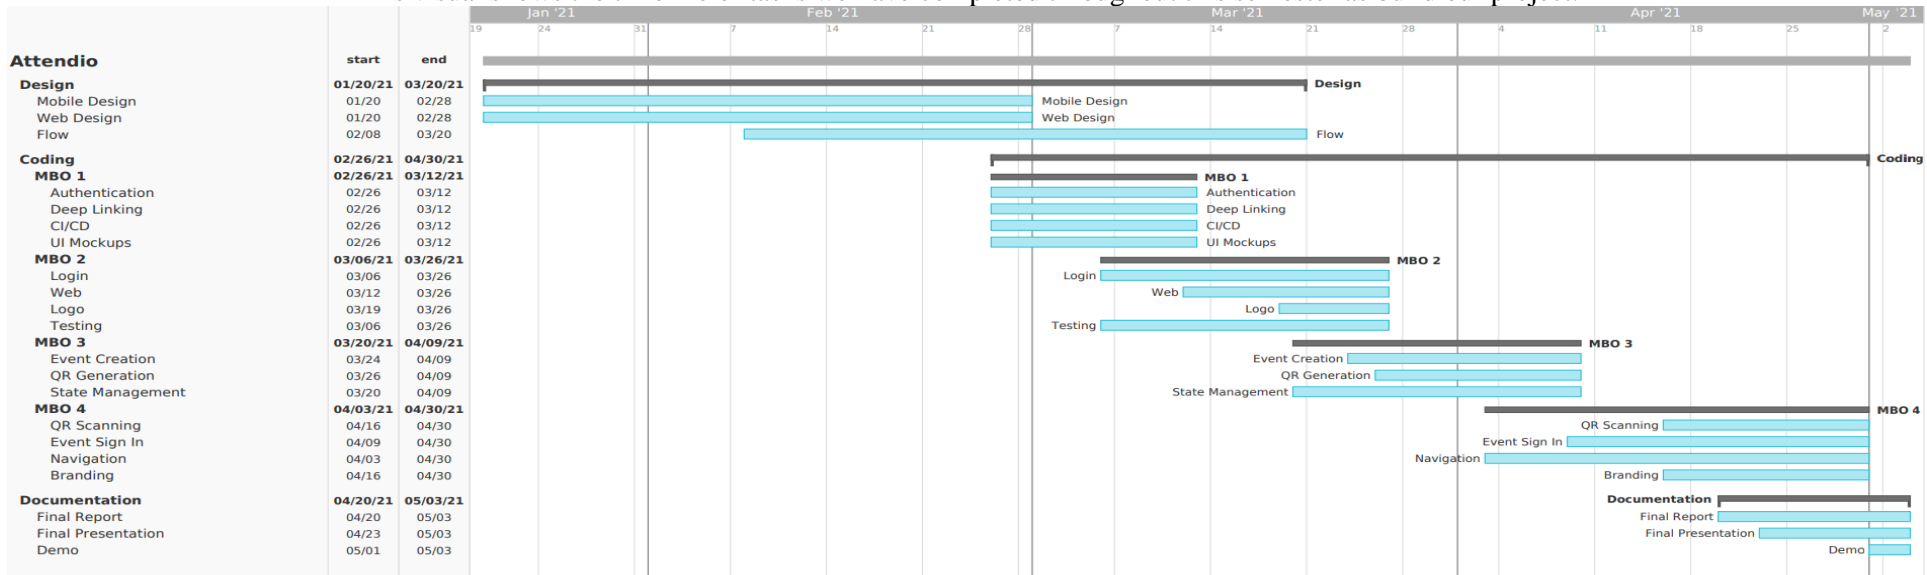 Jan '21 Feb '21 Mar '21 Apr '21 May '21
19 24 31 7 14 21 28 7 14 21 28 4 11 18 25 2
Attendio start end
Design 01/20/21 03/20/21 Design
Mobile Design 01/20 02/28 Mobile Design
Web Design 01/20 02/28 Web Design
Flow 02/08 03/20 Flow
Coding 02/26/21 04/30/21 Coding
MBO 1 02/26/21 03/12/21 MBO 1
Authentication 02/26 03/12 Authentication
Deep Linking 02/26 03/12 Deep Linking
CI/CD 02/26 03/12 CI/CD
UI Mockups 02/26 03/12 UI Mockups
MBO 2 03/06/21 03/26/21 MBO 2
Login 03/06 03/26 Login
Web 03/12 03/26 Web
Logo 03/19 03/26 Logo
Testing 03/06 03/26 Testing
MBO 3 03/20/21 04/09/21 MBO 3
Event Creation 03/24 04/09 Event Creation
QR Generation 03/26 04/09 QR Generation
State Management 03/20 04/09 State Management
MBO 4 04/03/21 04/30/21 MBO 4
QR Scanning 04/16 04/30 QR Scanning
Event Sign In 04/09 04/30 Event Sign In
Navigation 04/03 04/30 Navigation
Branding 04/16 04/30 Branding
Documentation 04/20/21 05/03/21 Documentation
Final Report 04/20 05/03 Final Report
Final Presentation 04/23 05/03 Final Presentation
Demo 05/01 05/03 Demo